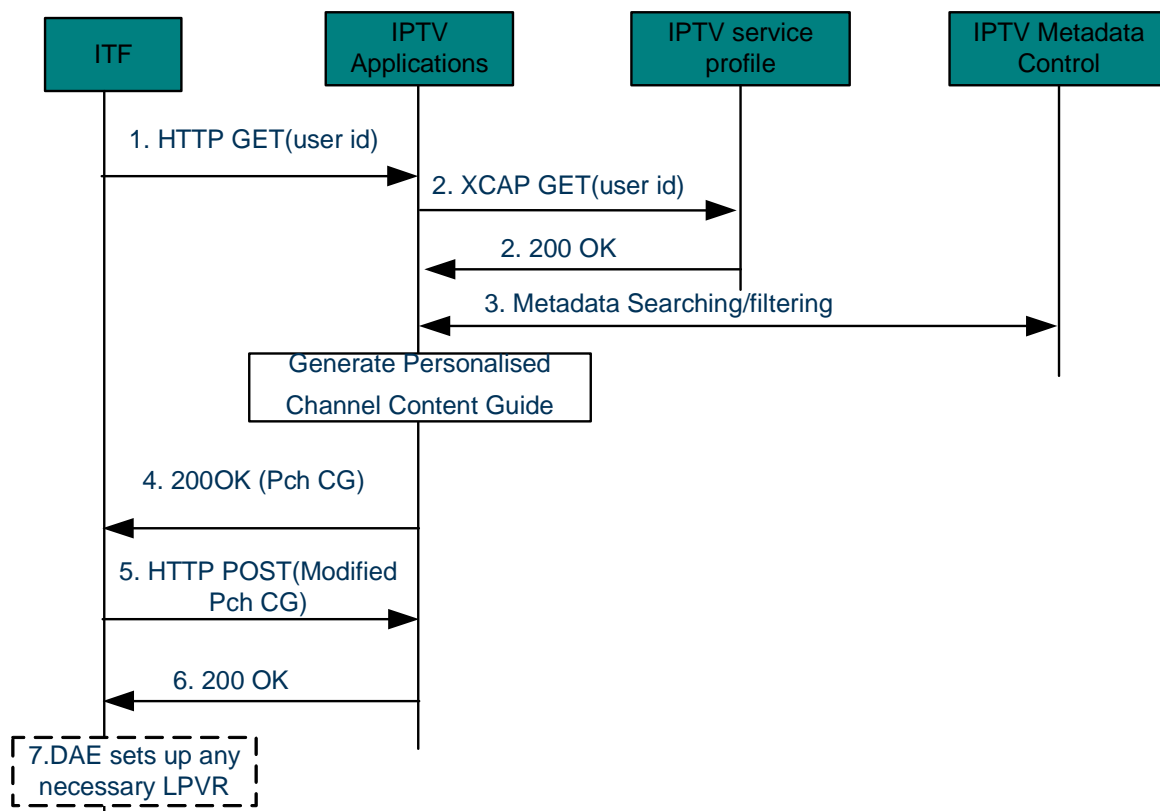 ITF
IPTV
Applications
IPTV service
profile
IPTV Metadata
Control
1. HTTP GET(user id)
2. XCAP GET(user id)
2. 200 OK
3. Metadata Searching/filtering
Generate Personalised
Channel Content Guide
4. 200OK (Pch CG)
5. HTTP POST(Modified
Pch CG)
6. 200 OK
7.DAE sets up any
necessary LPVR